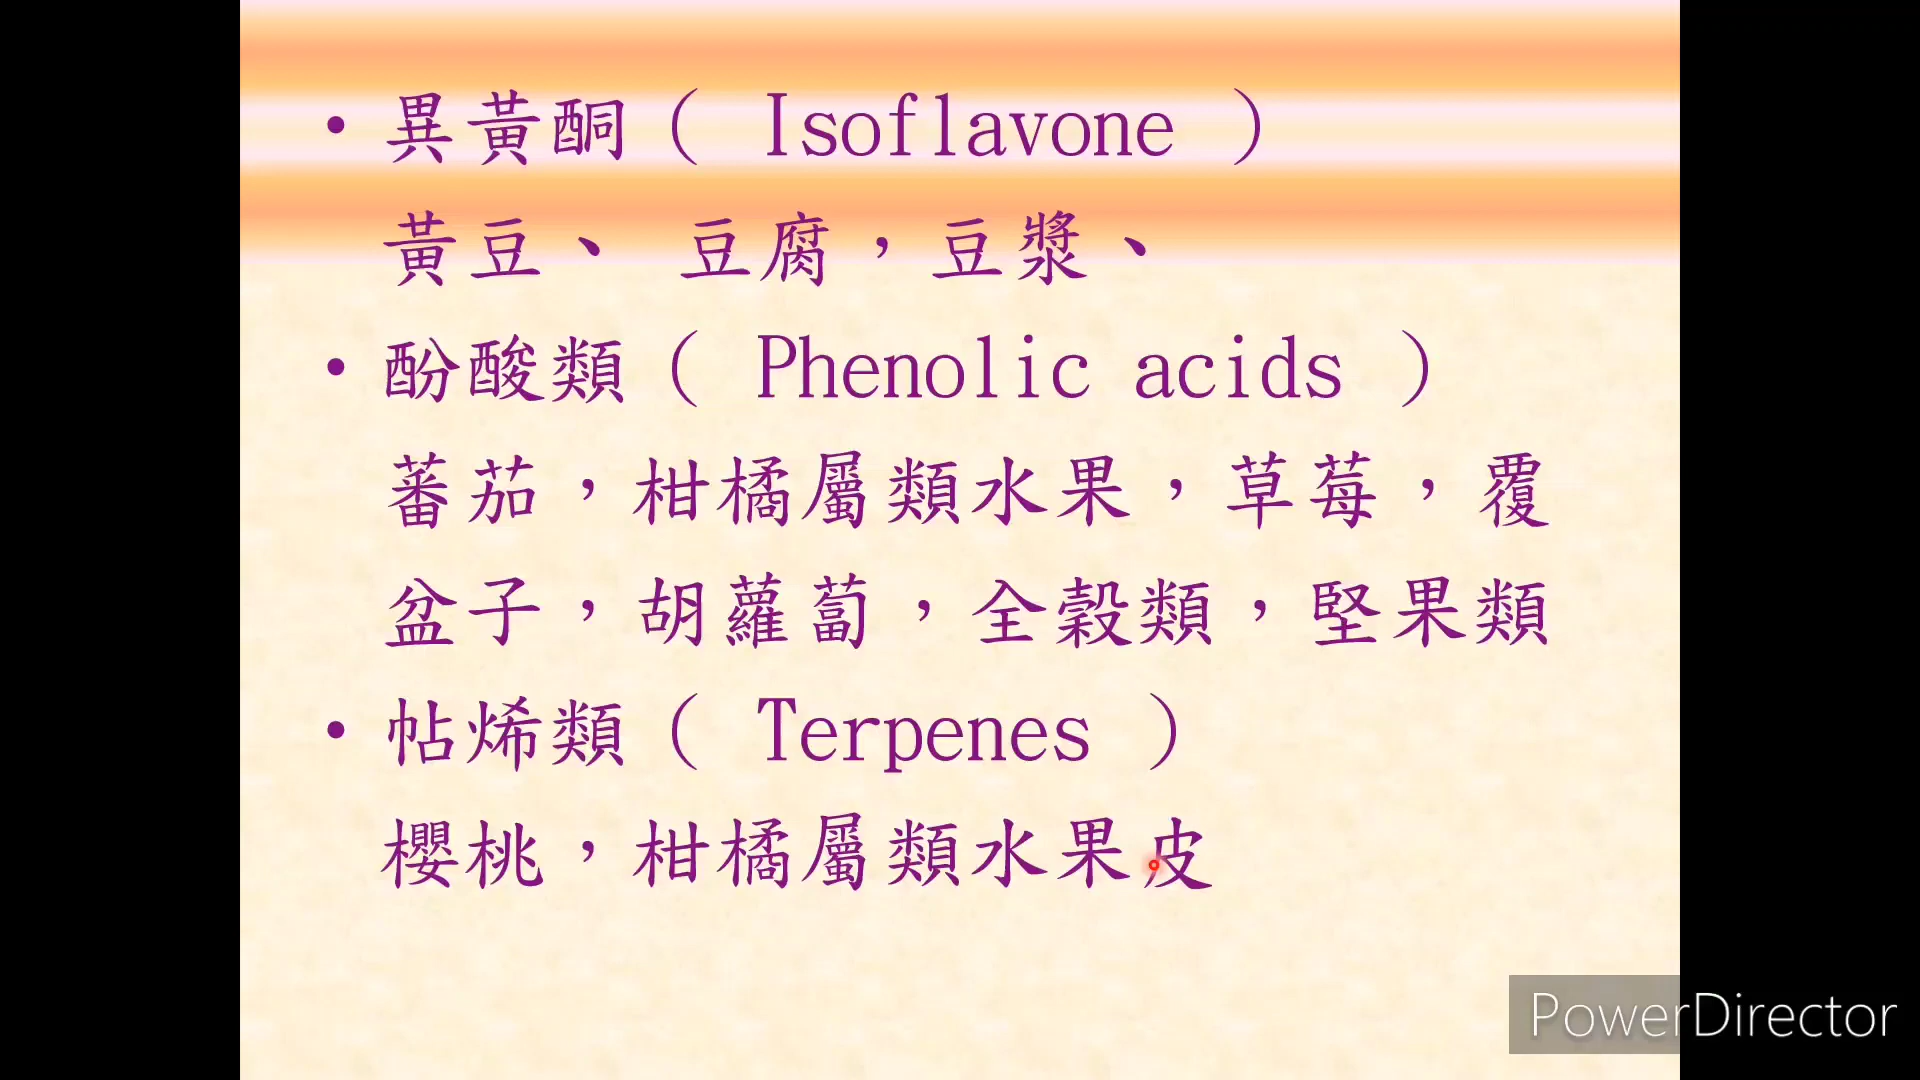 • 異黃酮（ Isoflavone ）
黃豆、 豆腐，豆漿、
• 酚酸類（ Phenolic acids ）
蕃茄，柑橘屬類水果，草莓，覆
盆子，胡蘿蔔，全穀類，堅果類
• 帖烯類（ Terpenes ）
櫻桃，柑橘屬類水果皮
PowerDirector